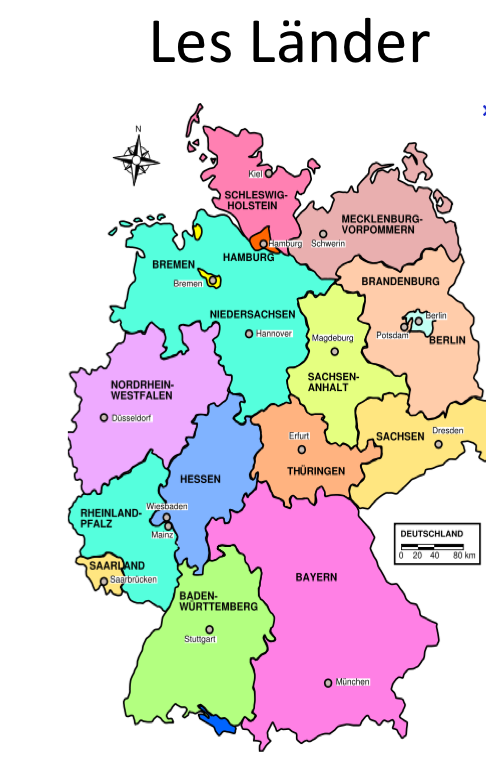 Les Länder
N
Kiel
SCHLESWIG-
HOLSTEIN
MECKLENBURG-
VORPOMMERN
Hamburg
Schwerin
HAMBURG
BREMEN
Bremen
BRANDENBURG
NIEDERSACHSEN
Berlin
Potsdam
BERLIN
Hannover
Magdeburg
SACHSEN-
ANHALT
NORDRHEIN-
WESTFALEN
Düsseldorf
Dresden
SACHSEN
Erfurt
THÜRINGEN
HESSEN
Wiesbaden
RHEINLAND-
PFALZ
Mainz
DEUTSCHLAND
0 20 40 80 km
SAARLAND
Saarbrücken
BAYERN
BADEN-
WÜRTTEMBERG
Stuttgart
München